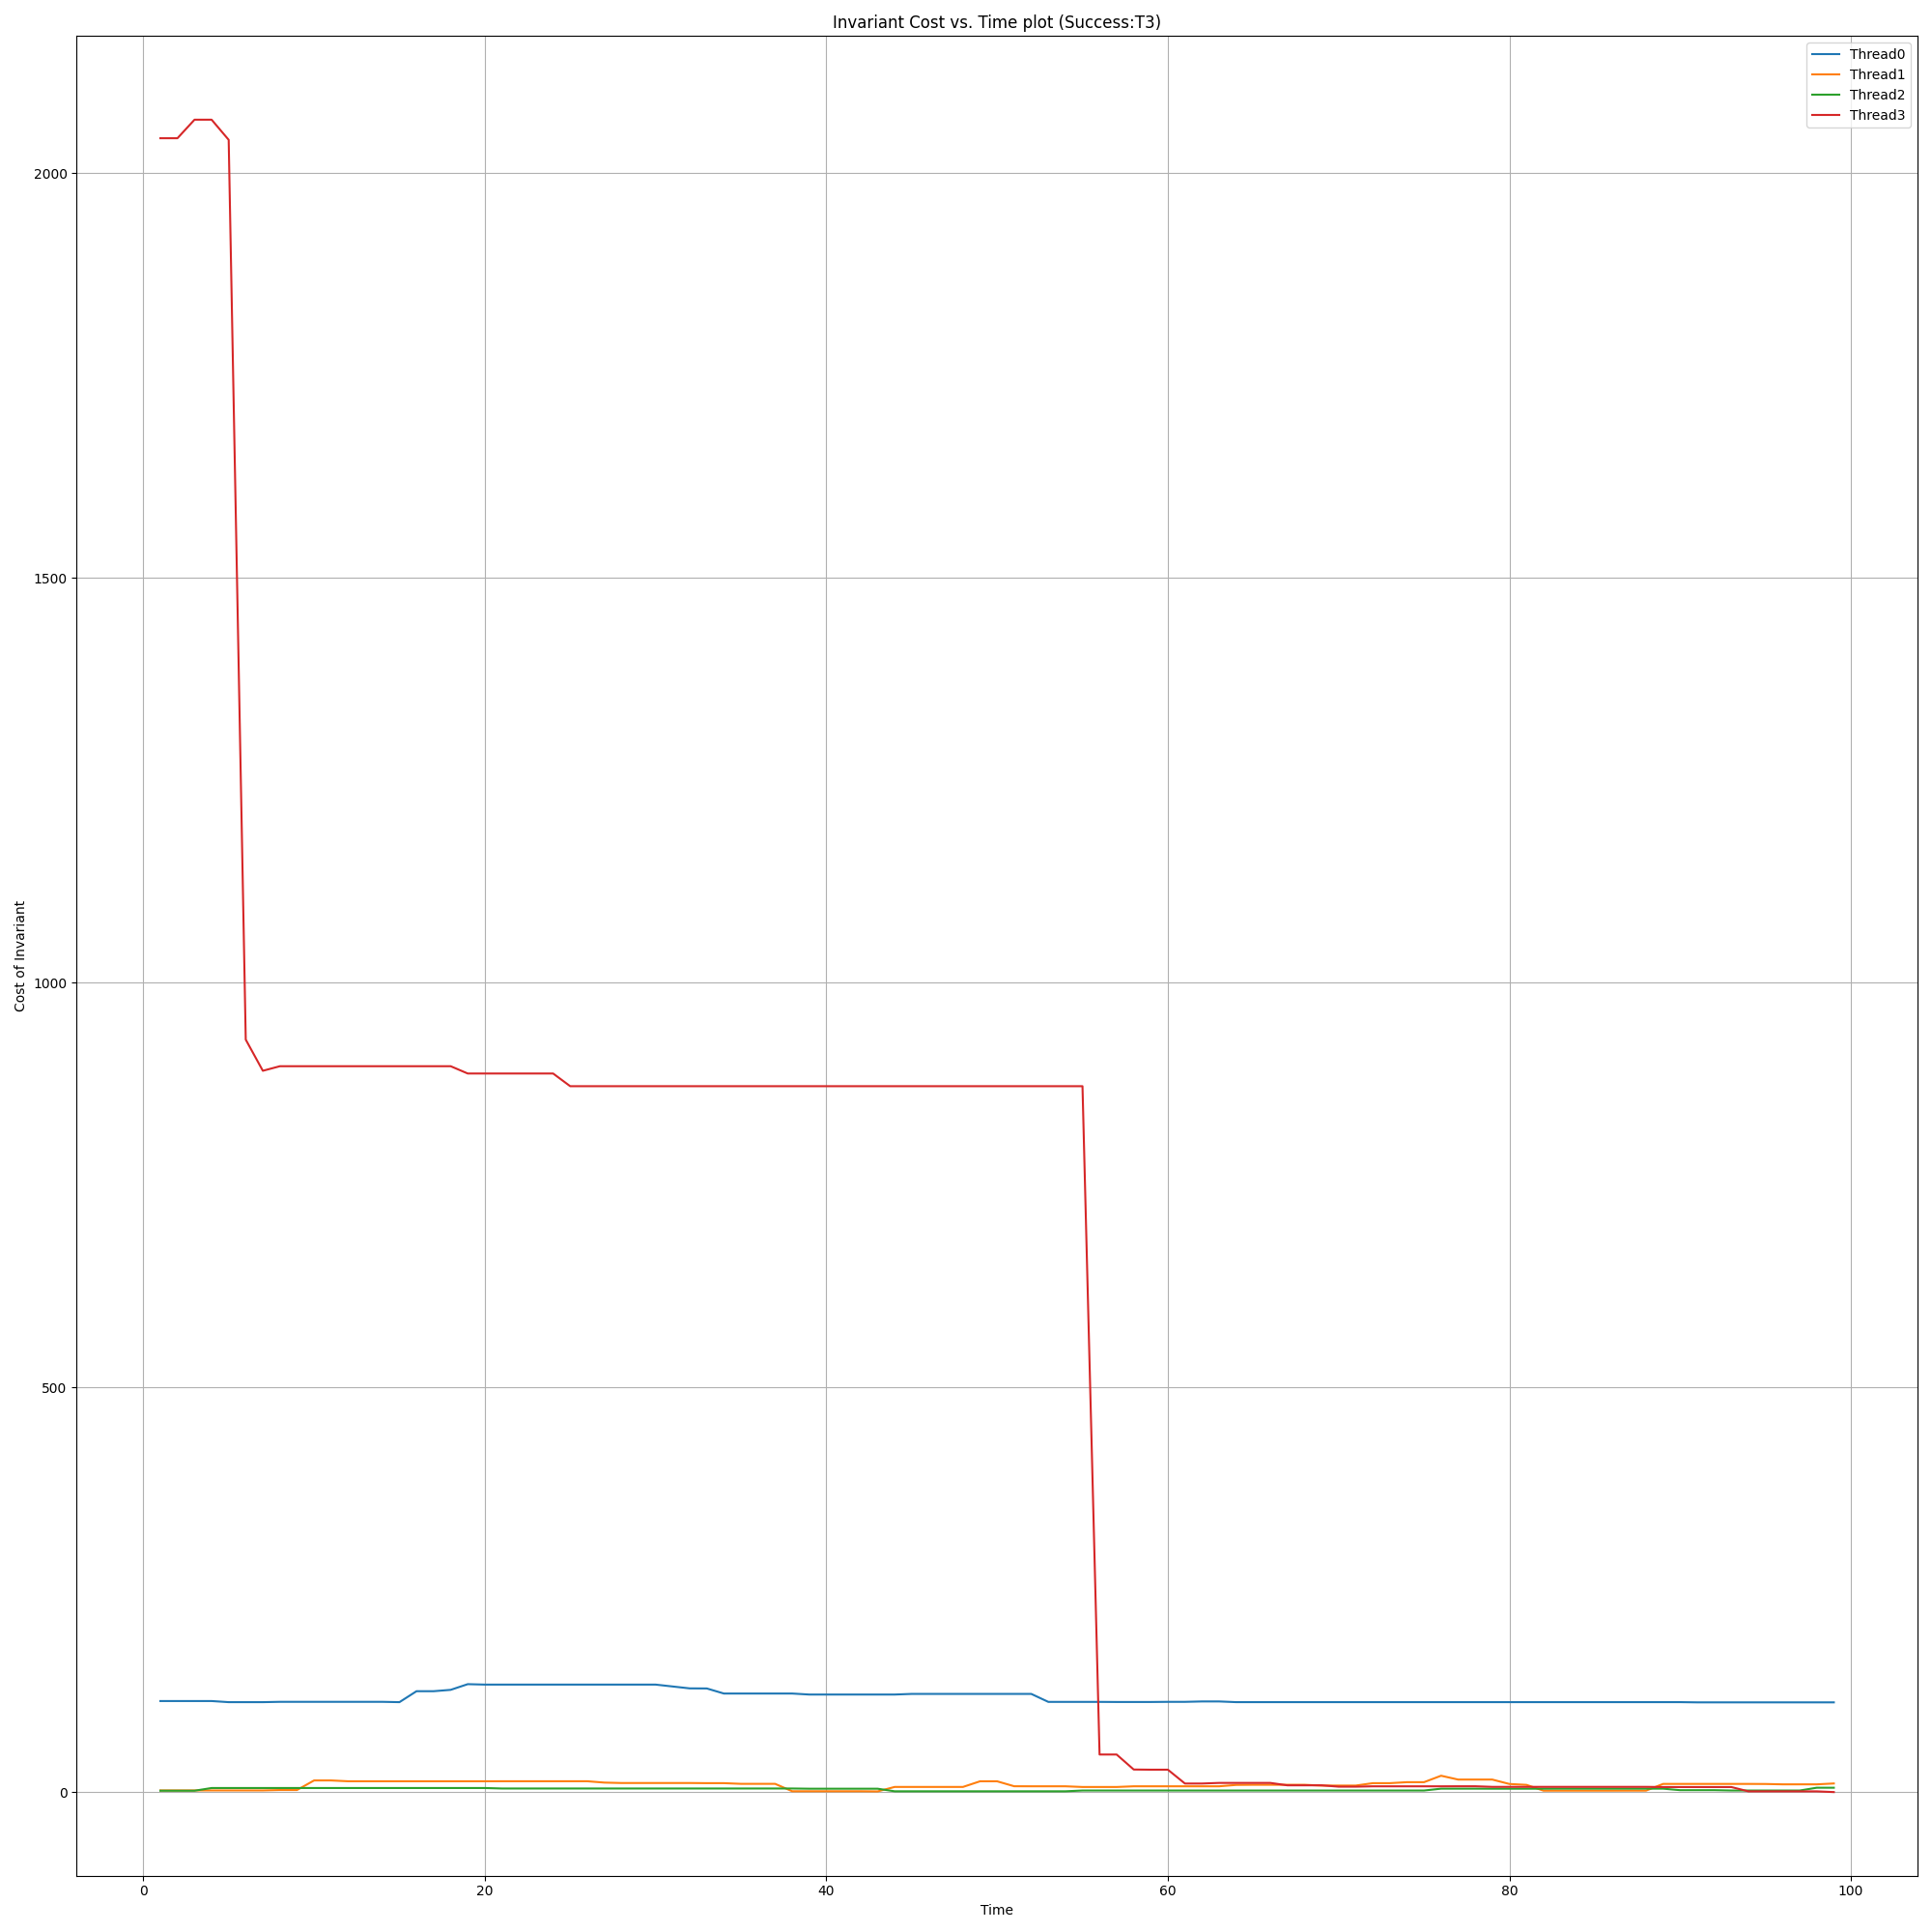 Invariant Cost vs. Time plot (Success:T3)
Thread0
Thread1
Thread2
Thread3
2000
1500
1000
500
0
Cost of Invariant
0 20 40 60 80 100
Time